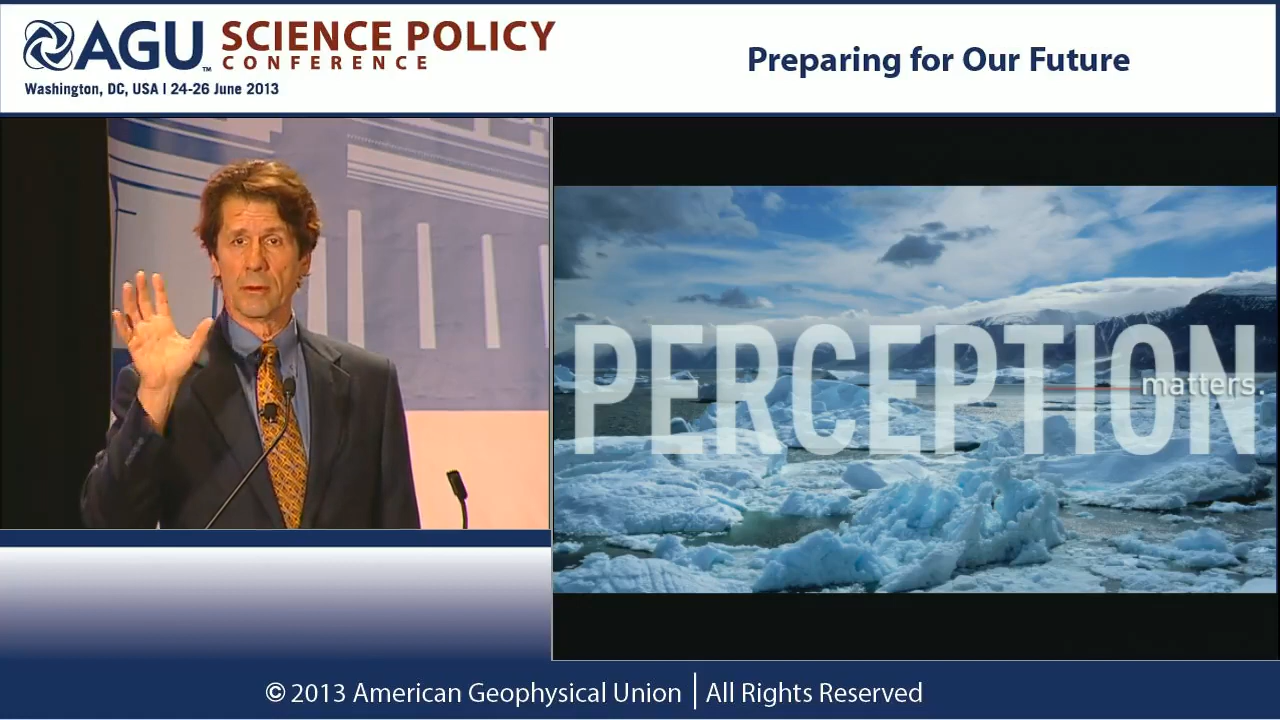 AGU™ SCIENCE POLICY
CONFERENCE
Washington, DC, USA | 24-26 June 2013
Preparing for Our Future
PERCEPTION
matters.
© 2013 American Geophysical Union | All Rights Reserved